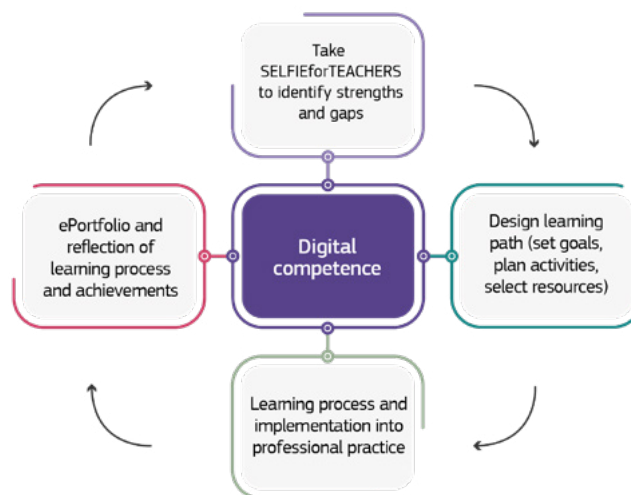 Take
SELFIEforTEACHERS
to identify strengths
and gaps
ePortfolio and
reflection of
learning process
and achievements
Digital
competence
Design learning
path (set goals,
plan activities,
select resources)
Learning process and
implementation into
professional practice